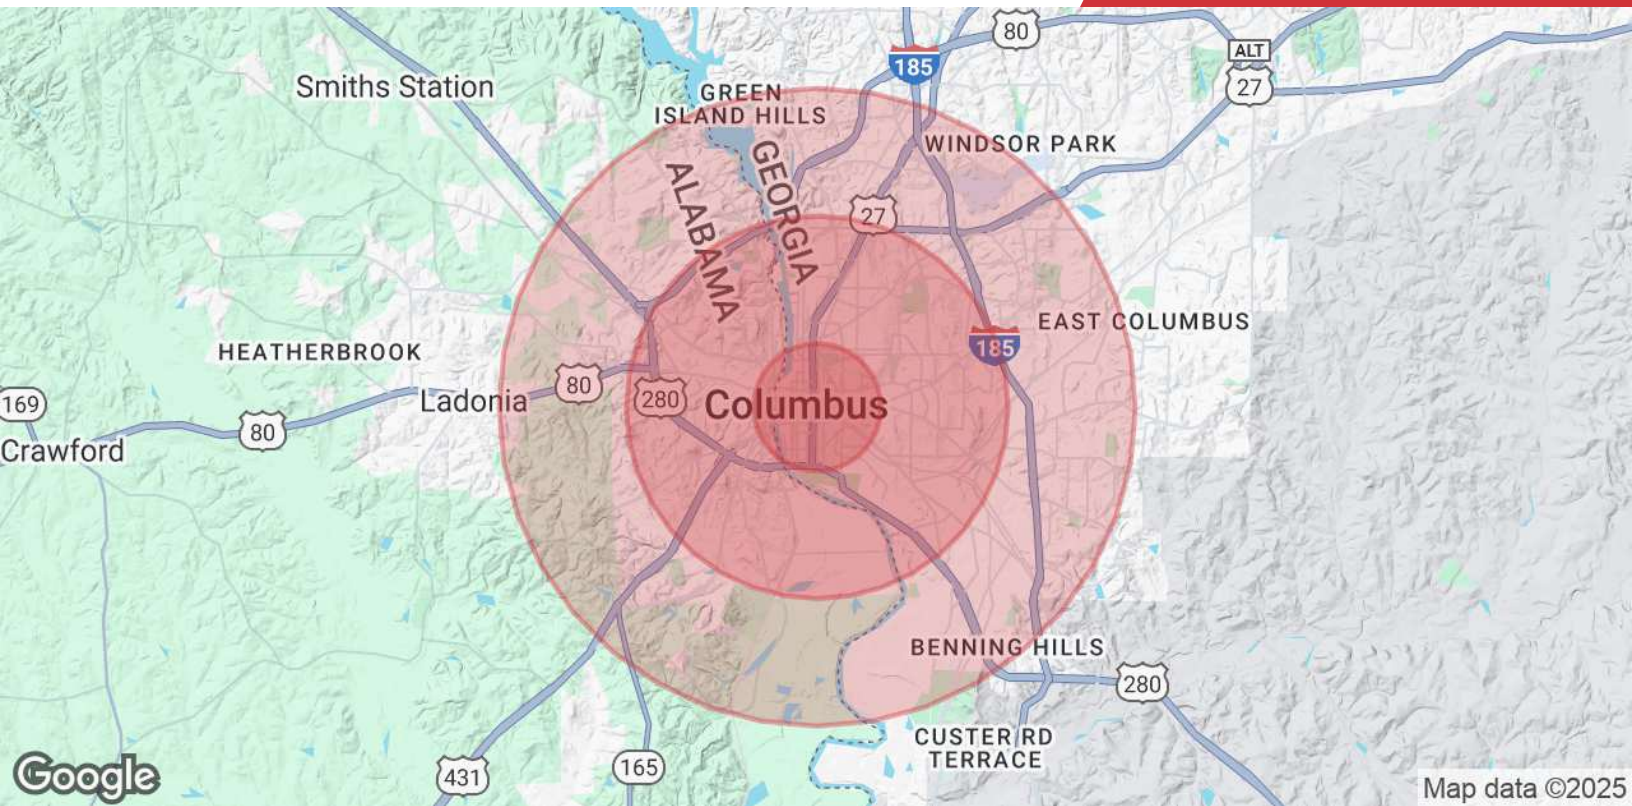 80
185
ALT
27
Smiths Station
GREEN
ISLAND HILLS
WINDSOR PARK
GEORGIA
ALABAMA
27
EAST COLUMBUS
185
HEATHERBROOK
80
280
Ladonia
Columbus
169
80
Crawford
BENNING HILLS
280
CUSTER RD
TERRACE
431
165
Google
Map data ©2025